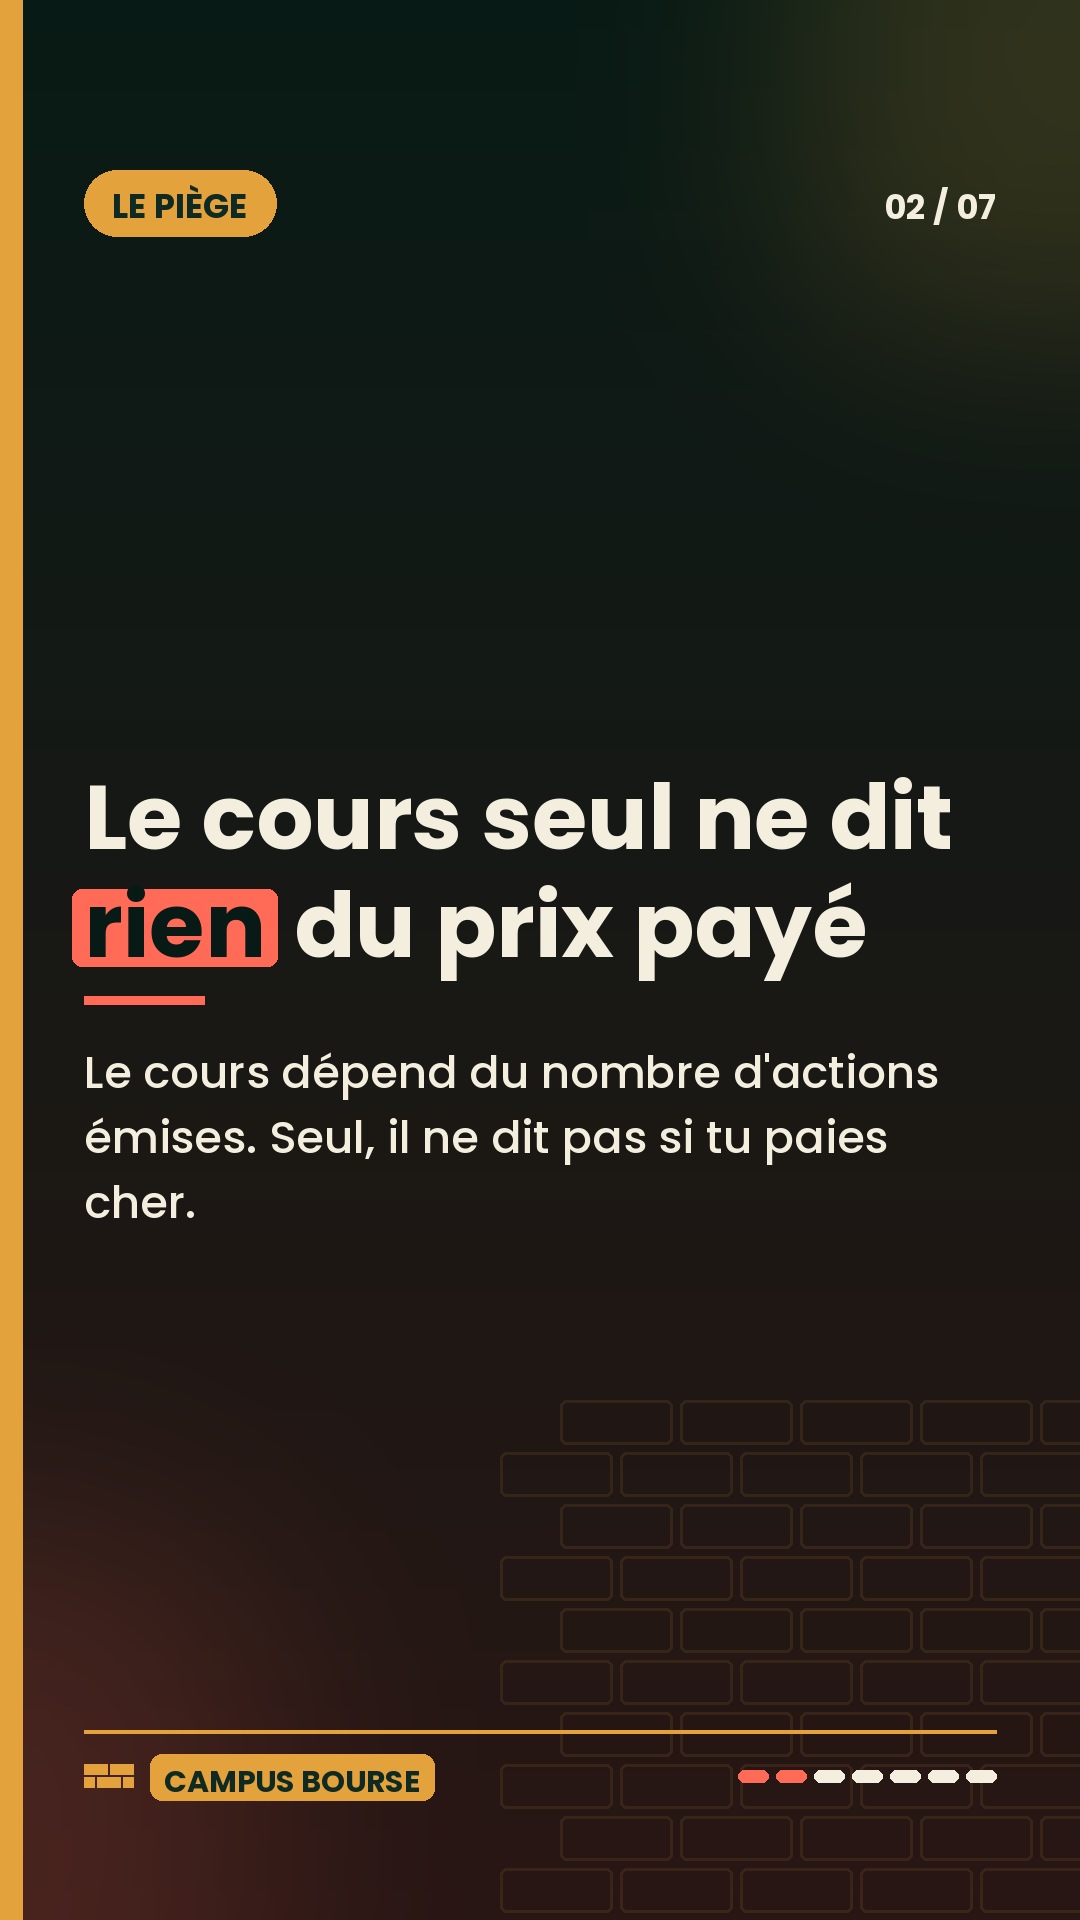 LE PIÈGE
02 / 07
Le cours seul ne dit
rien du prix payé
Le cours dépend du nombre d'actions
émises. Seul, il ne dit pas si tu paies
cher.
CAMPUS BOURSE